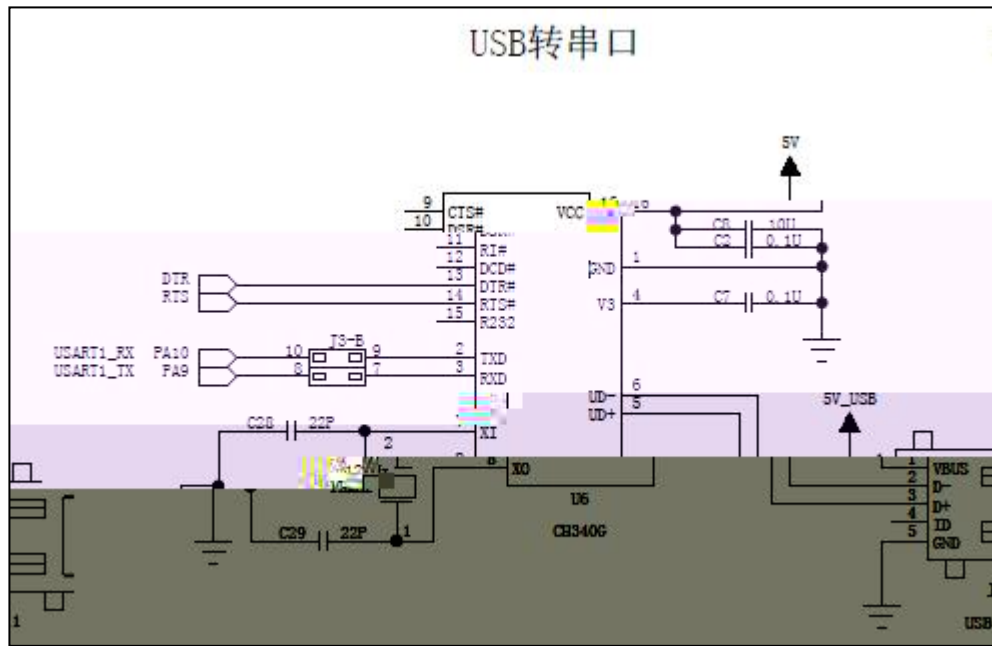 USB转串口
5V
9 CTS# VCC
10
C6 10U
11 RI# C2 0.1U
12 DCD# GND 1
DTR 13 DTR#
RTS 14 RTS# V3 4 C7 0.1U
15 R232
J3-B
USART1_RX PA10 10 9 2 TXD
USART1_TX PA9 8 7 3 RXD
UD- 6
UD+ 5 5V_USB
C28 22P XI
2
8 XO 1 VBUS
2 D-
U6 3 D+
4 ID
C29 22P 1 CH340G 5 GND
1 USB